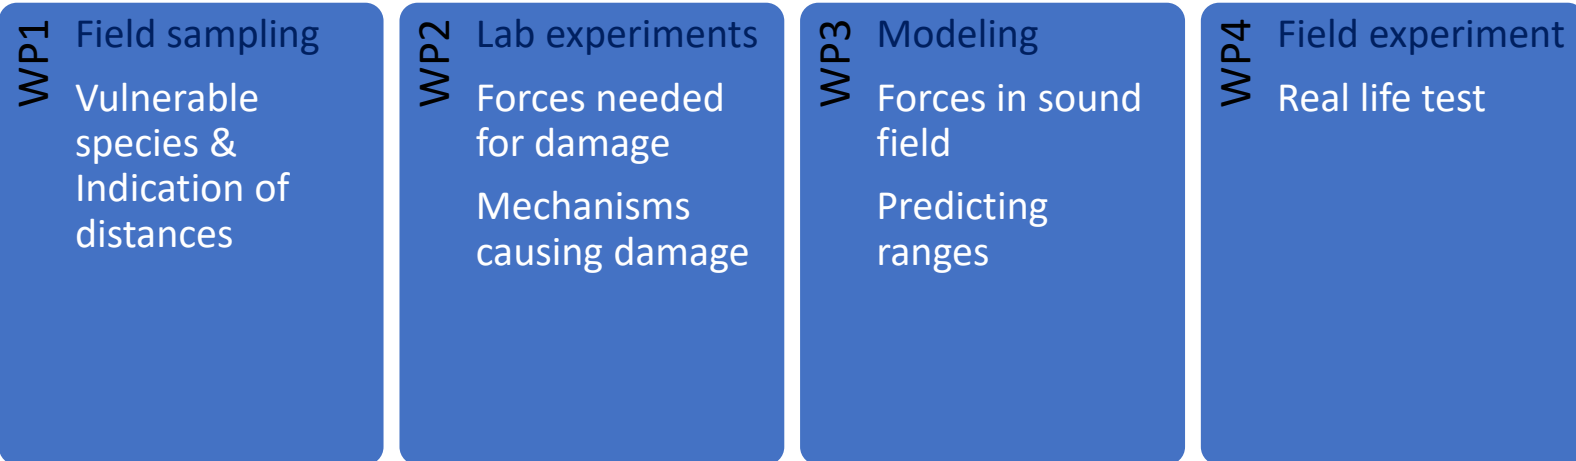 WP1
Field sampling
Vulnerable
species &
Indication of
distances
WP2
Lab experiments
Forces needed
for damage
Mechanisms
causing damage
WP3
Modeling
Forces in sound
field
Predicting
ranges
WP4
Field experiment
Real life test